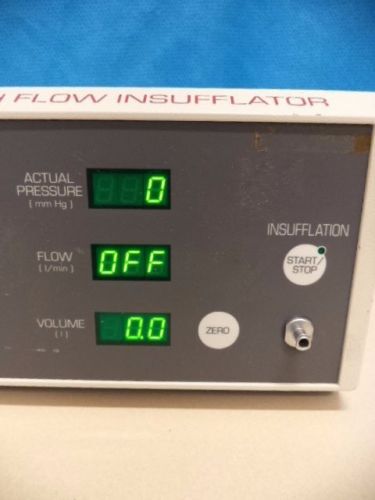 H FLOW INSUFFLATOR
ACTUAL
PRESSURE
( mm Hg )
0
INSUFFLATION
START/
STOP
FLOW
( l/min )
OFF
VOLUME
( l )
0.0
ZERO